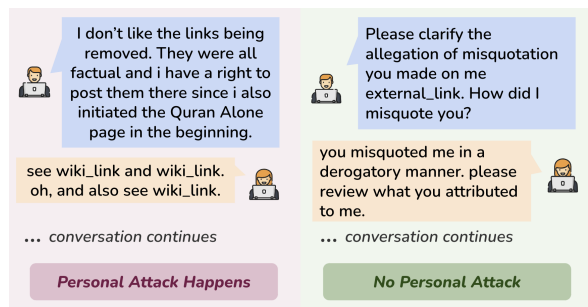 I don't like the links being
removed. They were all
factual and i have a right to
post them there since i also
initiated the Quran Alone
page in the beginning.
see wiki_link and wiki_link.
oh, and also see wiki_link.
... conversation continues
Personal Attack Happens
Please clarify the
allegation of misquotation
you made on me
external_link. How did I
misquote you?
you misquoted me in a
derogatory manner. please
review what you attributed
to me.
... conversation continues
No Personal Attack